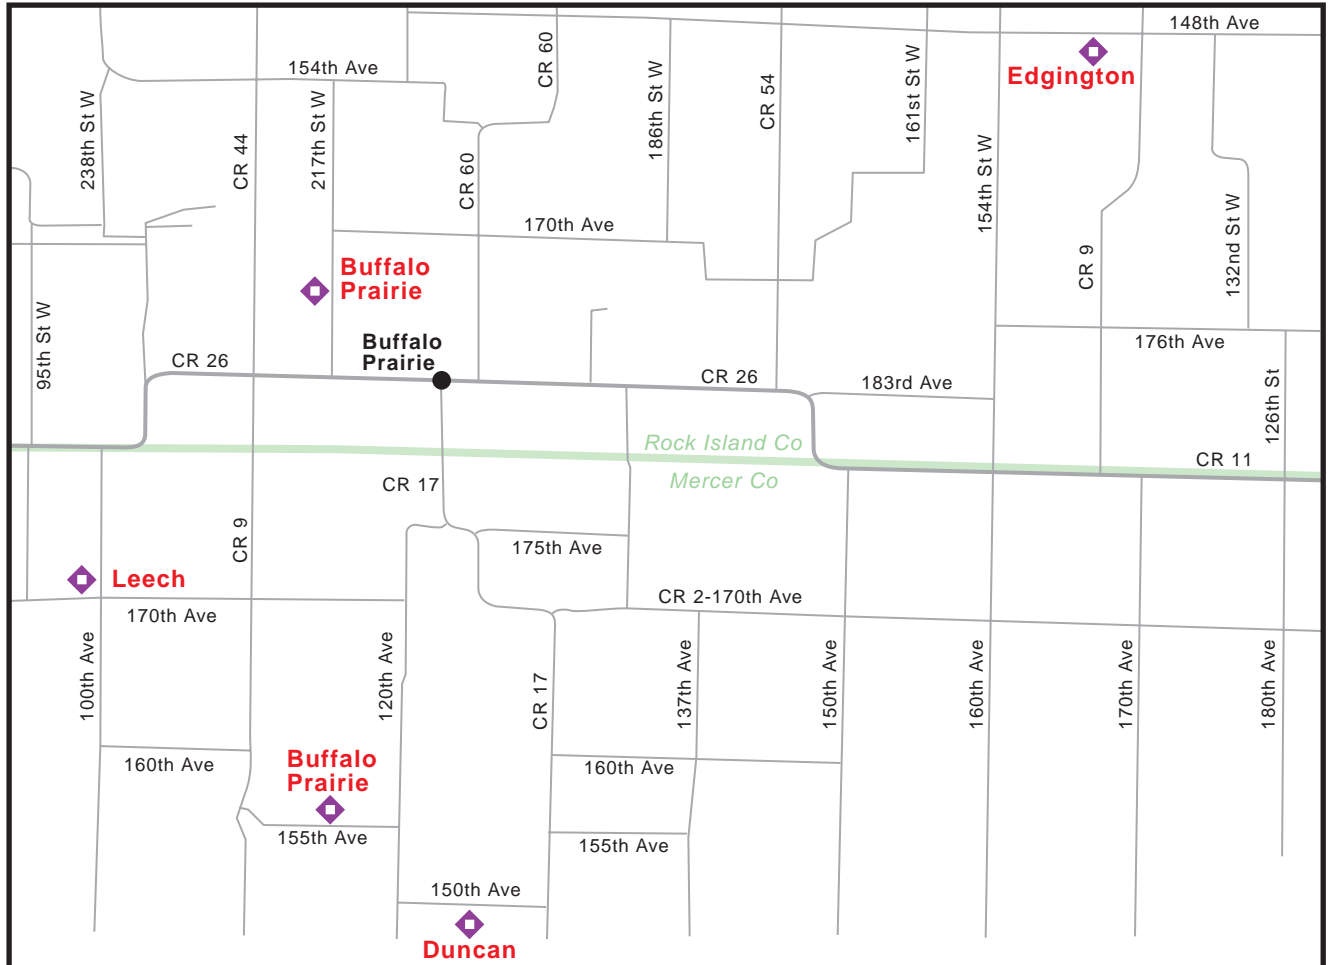 148th Ave
CR 60
154th Ave
Edgington
161st St W
CR 54
186th St W
238th St W
217th St W
CR 44
CR 60
154th St W
170th Ave
132nd St W
CR 9
Buffalo
Prairie
95th St W
Buffalo
Prairie
CR 26
176th Ave
CR 26
183rd Ave
126th St
Rock Island Co
Mercer Co
CR 11
CR 17
CR 9
175th Ave
Leech
170th Ave
CR 2-170th Ave
100th Ave
120th Ave
CR 17
137th Ave
150th Ave
160th Ave
170th Ave
180th Ave
160th Ave
Buffalo
Prairie
160th Ave
155th Ave
155th Ave
150th Ave
Duncan